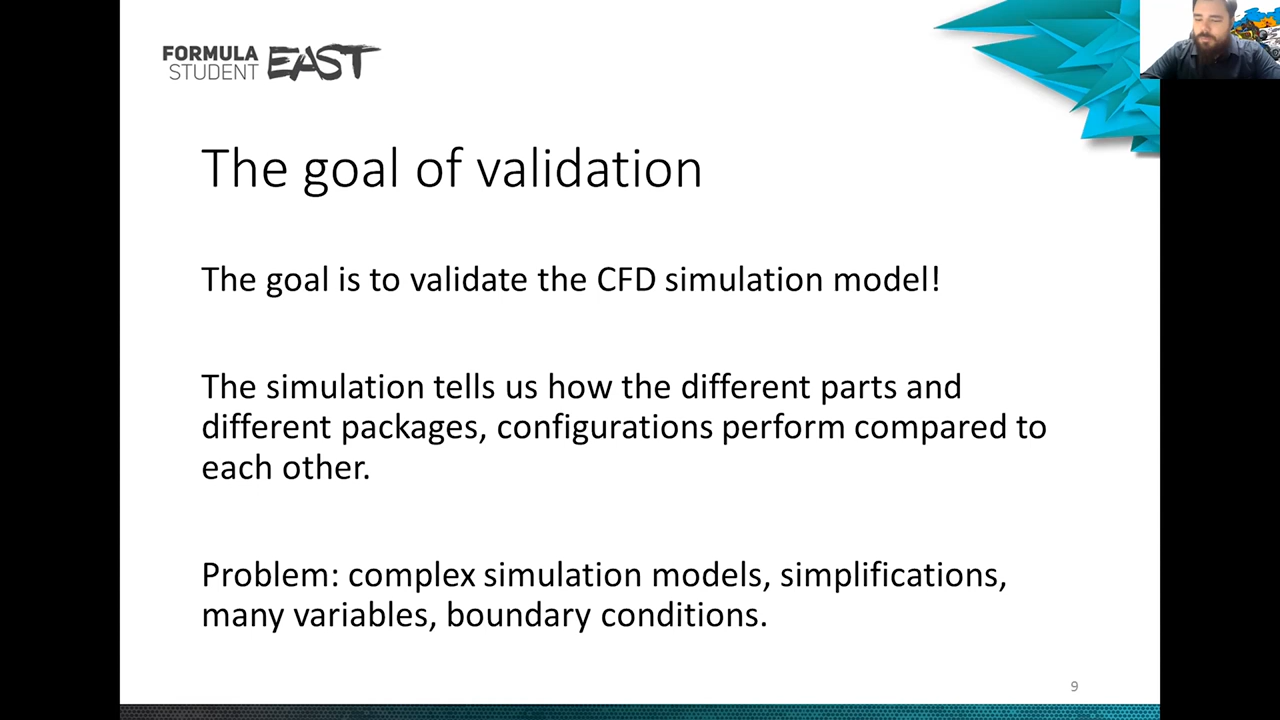 FORMULA
STUDENT EAST
The goal of validation
The goal is to validate the CFD simulation model!
The simulation tells us how the different parts and
different packages, configurations perform compared to
each other.
Problem: complex simulation models, simplifications,
many variables, boundary conditions.
9